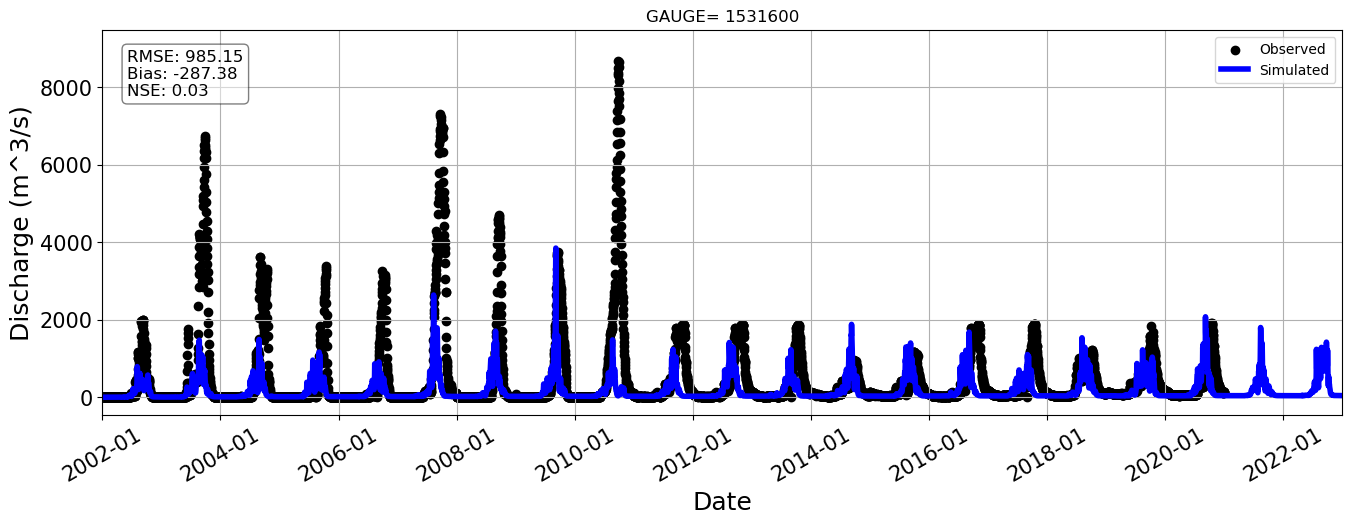 GAUGE= 1531600
RMSE: 985.15
Bias: -287.38
NSE: 0.03
Observed
Simulated
Discharge (m^3/s)
8000
6000
4000
2000
0
2002-01 2004-01 2006-01 2008-01 2010-01 2012-01 2014-01 2016-01 2018-01 2020-01 2022-01
Date